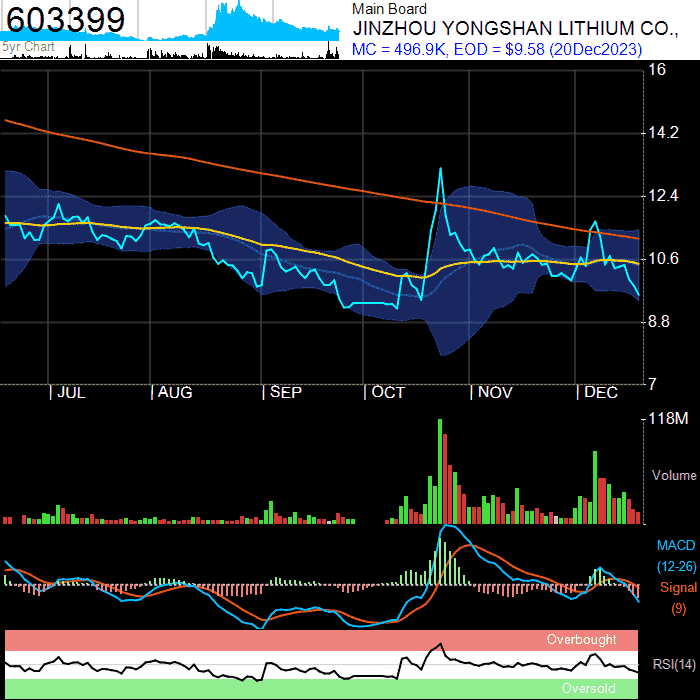 603399
5yr Chart
Main Board
JINZHOU YONGSHAN LITHIUM CO.,
MC = 496.9K, EOD = $9.58 (20Dec2023)
16
14.2
12.4
10.6
8.8
7
JUL
AUG
SEP
OCT
NOV
DEC
118M
Volume
MACD
(12-26)
Signal
(9)
Overbought
RSI(14)
Oversold